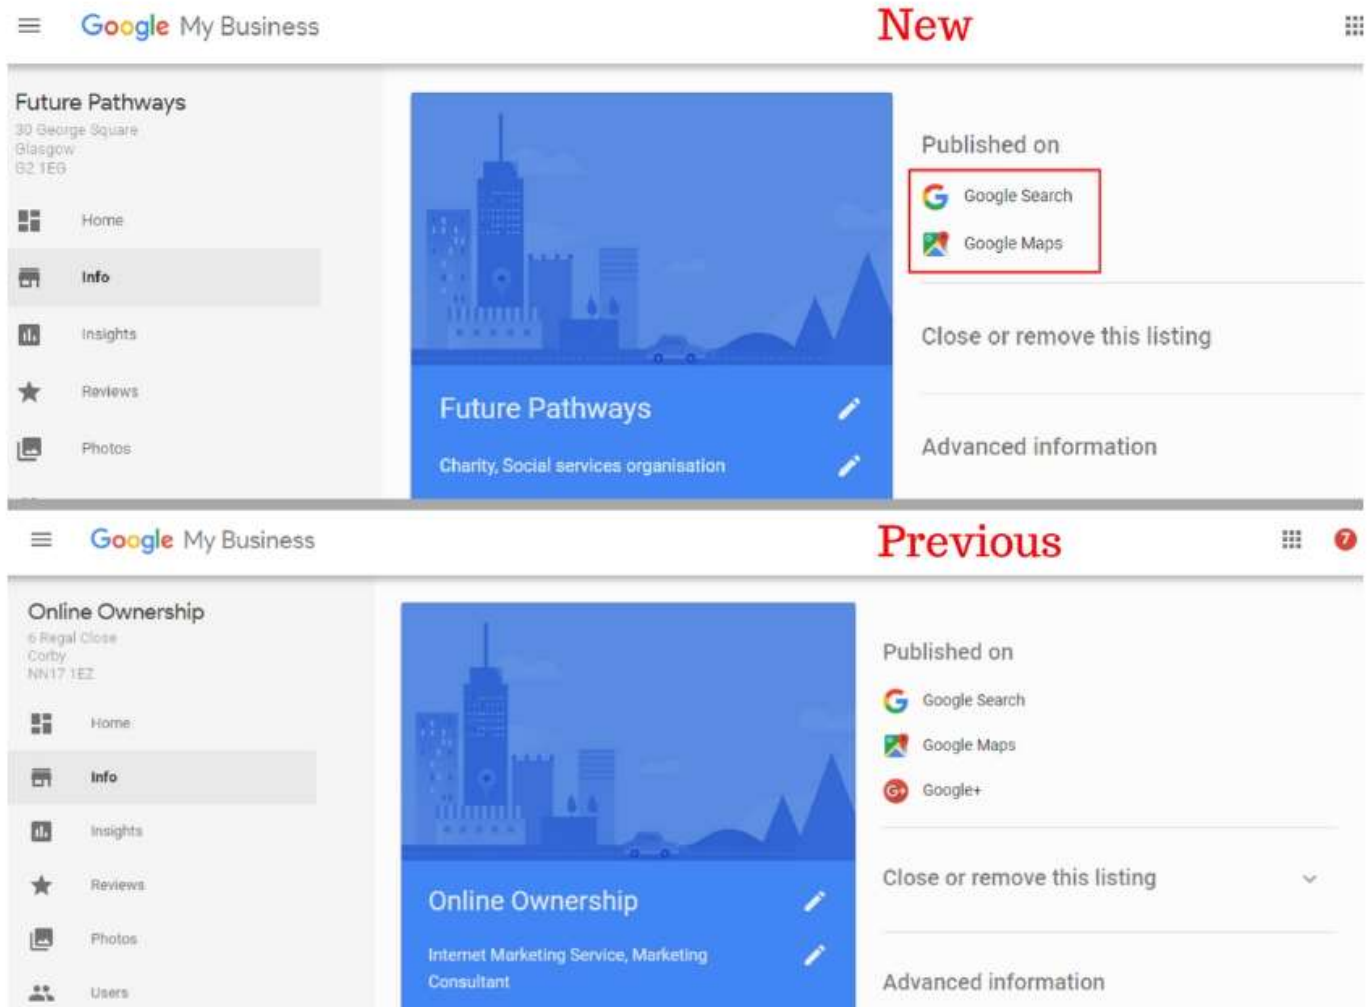 Google My Business
New
Future Pathways
30 George Square
Glasgow
G2 1EG
Home
Info
Insights
Reviews
Photos
Future Pathways
Charity, Social services organisation
Published on
Google Search
Google Maps
Close or remove this listing
Advanced information
Google My Business
Previous
7
Online Ownership
6 Regal Close
Corby
NN17 1EZ
Home
Info
Insights
Reviews
Photos
Users
Online Ownership
Internet Marketing Service, Marketing
Consultant
Published on
Google Search
Google Maps
G+ Google+
Close or remove this listing
Advanced information